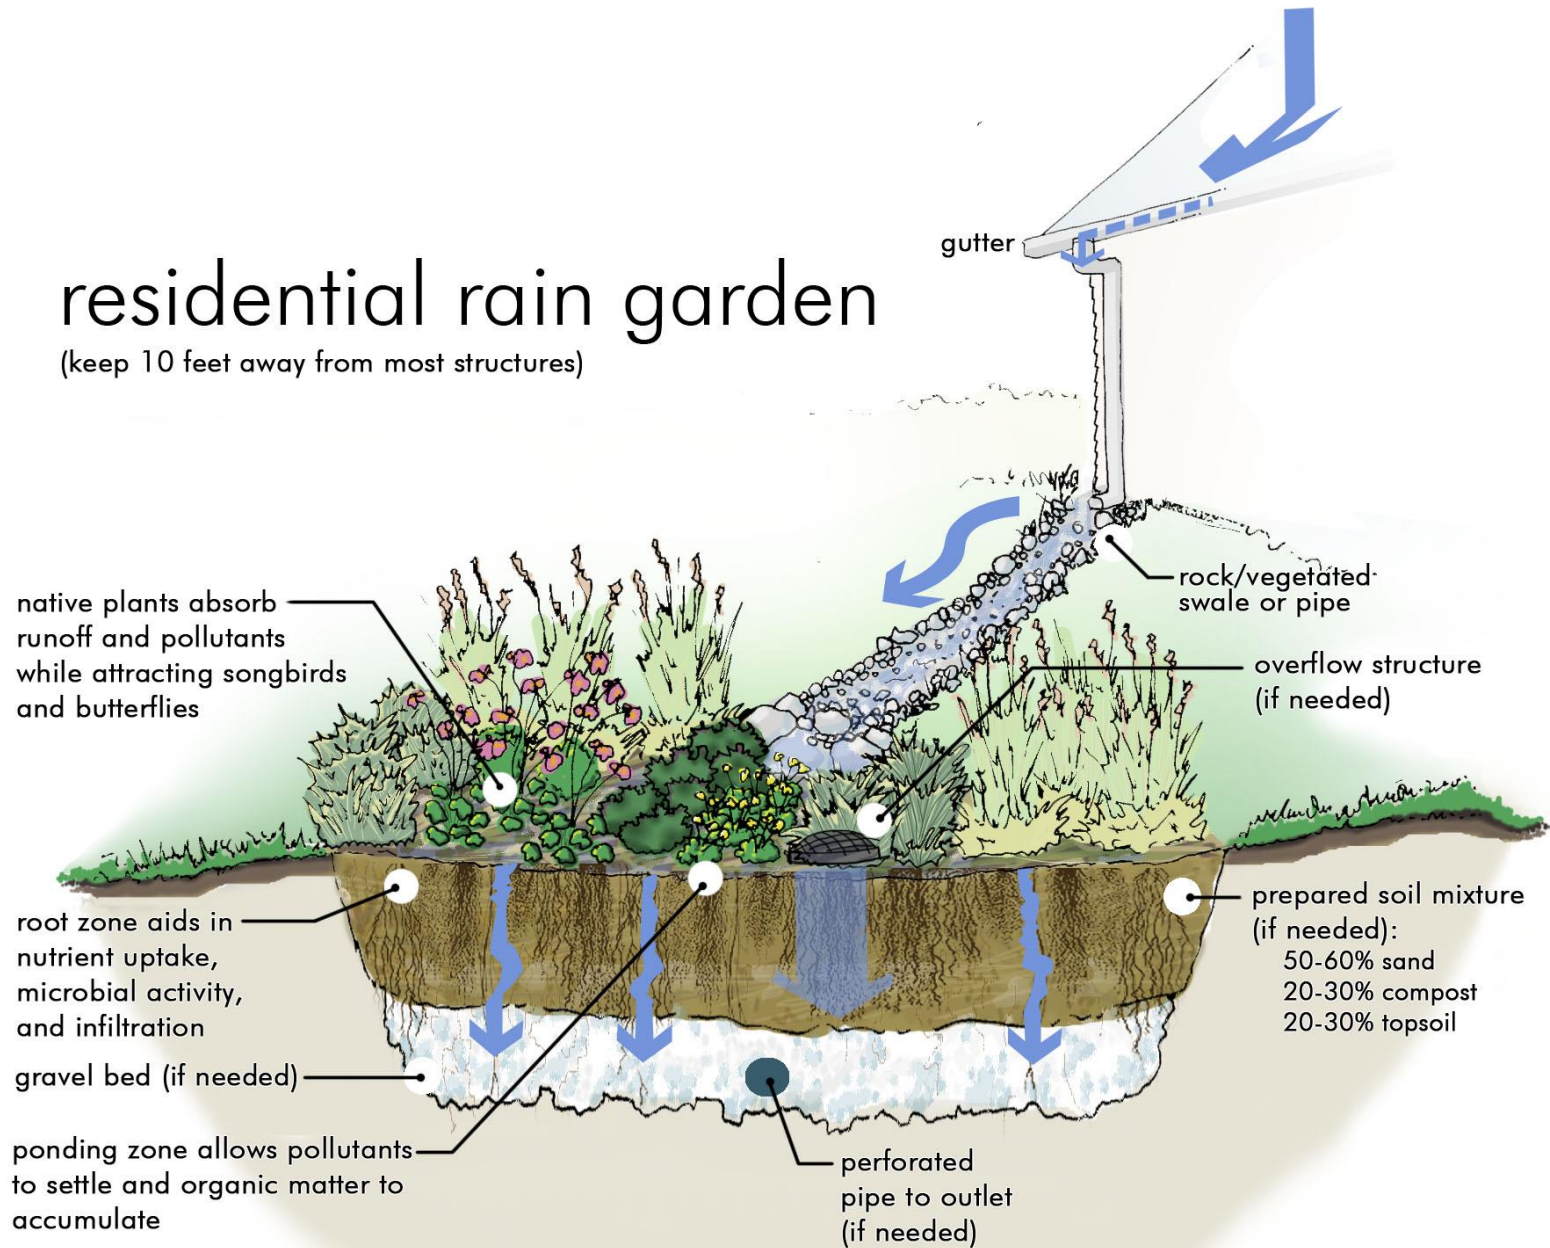 residential rain garden
(keep 10 feet away from most structures)
gutter
rock/vegetated
swale or pipe
native plants absorb
runoff and pollutants
while attracting songbirds
and butterflies
overflow structure
(if needed)
root zone aids in
nutrient uptake,
microbial activity,
and infiltration
prepared soil mixture
(if needed):
50-60% sand
20-30% compost
20-30% topsoil
gravel bed (if needed)
ponding zone allows pollutants
to settle and organic matter to
accumulate
perforated
pipe to outlet
(if needed)